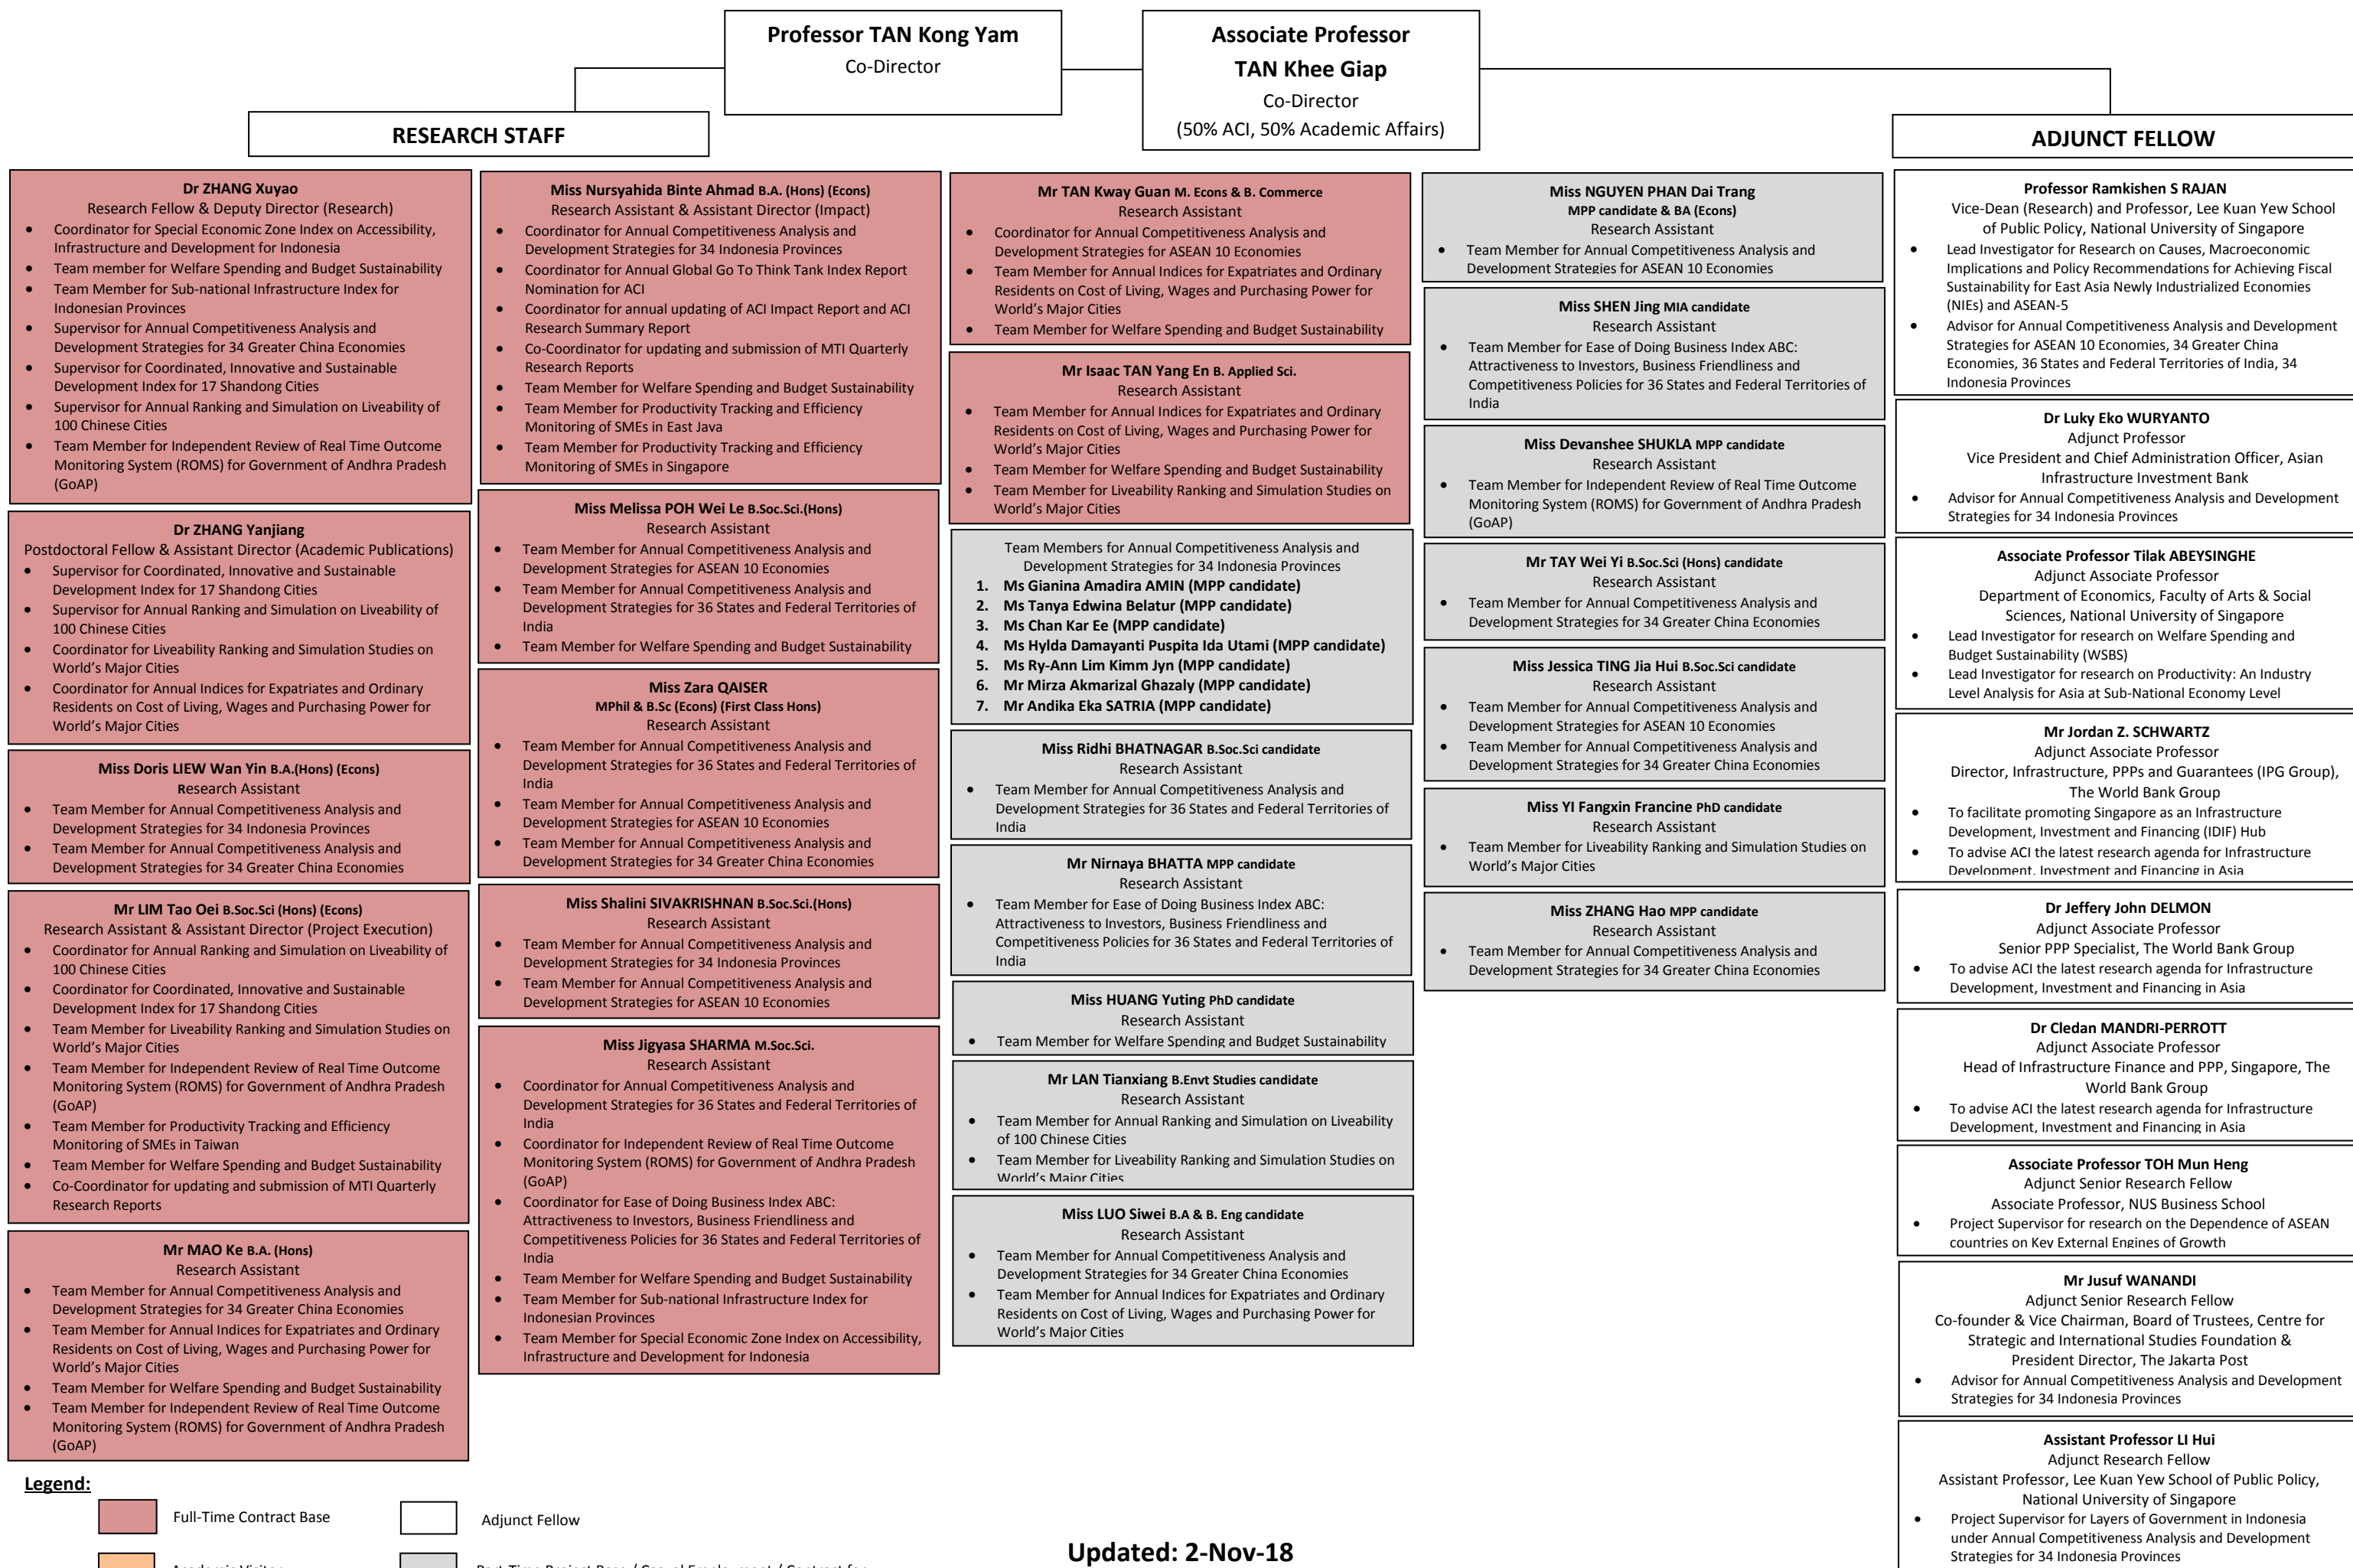 Professor TAN Kong Yam
Co-Director
Associate Professor
TAN Khee Giap
Co-Director
(50% ACI, 50% Academic Affairs)
RESEARCH STAFF
ADJUNCT FELLOW
Dr ZHANG Xuyao
Research Fellow & Deputy Director (Research)
• Coordinator for Special Economic Zone Index on Accessibility,
Infrastructure and Development for Indonesia
• Team member for Welfare Spending and Budget Sustainability
• Team Member for Sub-national Infrastructure Index for
Indonesian Provinces
• Supervisor for Annual Competitiveness Analysis and
Development Strategies for 34 Greater China Economies
• Supervisor for Coordinated, Innovative and Sustainable
Development Index for 17 Shandong Cities
• Supervisor for Annual Ranking and Simulation on Liveability of
100 Chinese Cities
• Team Member for Independent Review of Real Time Outcome
Monitoring System (ROMS) for Government of Andhra Pradesh
(GoAP)
Dr ZHANG Yanjiang
Postdoctoral Fellow & Assistant Director (Academic Publications)
• Supervisor for Coordinated, Innovative and Sustainable
Development Index for 17 Shandong Cities
• Supervisor for Annual Ranking and Simulation on Liveability of
100 Chinese Cities
• Coordinator for Liveability Ranking and Simulation Studies on
World's Major Cities
• Coordinator for Annual Indices for Expatriates and Ordinary
Residents on Cost of Living, Wages and Purchasing Power for
World's Major Cities
Miss Doris LIEW Wan Yin B.A.(Hons) (Econs)
Research Assistant
• Team Member for Annual Competitiveness Analysis and
Development Strategies for 34 Indonesia Provinces
• Team Member for Annual Competitiveness Analysis and
Development Strategies for 34 Greater China Economies
Mr LIM Tao Oei B.Soc.Sci (Hons) (Econs)
Research Assistant & Assistant Director (Project Execution)
• Coordinator for Annual Ranking and Simulation on Liveability of
100 Chinese Cities
• Coordinator for Coordinated, Innovative and Sustainable
Development Index for 17 Shandong Cities
• Team Member for Liveability Ranking and Simulation Studies on
World's Major Cities
• Team Member for Independent Review of Real Time Outcome
Monitoring System (ROMS) for Government of Andhra Pradesh
(GoAP)
• Team Member for Productivity Tracking and Efficiency
Monitoring of SMEs in Taiwan
• Team Member for Welfare Spending and Budget Sustainability
• Co-Coordinator for updating and submission of MTI Quarterly
Research Reports
Mr MAO Ke B.A. (Hons)
Research Assistant
• Team Member for Annual Competitiveness Analysis and
Development Strategies for 34 Greater China Economies
• Team Member for Annual Indices for Expatriates and Ordinary
Residents on Cost of Living, Wages and Purchasing Power for
World's Major Cities
• Team Member for Welfare Spending and Budget Sustainability
• Team Member for Independent Review of Real Time Outcome
Monitoring System (ROMS) for Government of Andhra Pradesh
(GoAP)
Miss Nursyahida Binte Ahmad B.A. (Hons) (Econs)
Research Assistant & Assistant Director (Impact)
• Coordinator for Annual Competitiveness Analysis and
Development Strategies for 34 Indonesia Provinces
• Coordinator for Annual Global Go To Think Tank Index Report
Nomination for ACI
• Coordinator for annual updating of ACI Impact Report and ACI
Research Summary Report
• Co-Coordinator for updating and submission of MTI Quarterly
Research Reports
• Team Member for Welfare Spending and Budget Sustainability
• Team Member for Productivity Tracking and Efficiency
Monitoring of SMEs in East Java
• Team Member for Productivity Tracking and Efficiency
Monitoring of SMEs in Singapore
Miss Melissa POH Wei Le B.Soc.Sci.(Hons)
Research Assistant
• Team Member for Annual Competitiveness Analysis and
Development Strategies for ASEAN 10 Economies
• Team Member for Annual Competitiveness Analysis and
Development Strategies for 36 States and Federal Territories of
India
• Team Member for Welfare Spending and Budget Sustainability
Miss Zara QAISER
MPhil & B.Sc (Econs) (First Class Hons)
Research Assistant
• Team Member for Annual Competitiveness Analysis and
Development Strategies for 36 States and Federal Territories of
India
• Team Member for Annual Competitiveness Analysis and
Development Strategies for ASEAN 10 Economies
• Team Member for Annual Competitiveness Analysis and
Development Strategies for 34 Greater China Economies
Miss Shalini SIVAKRISHNAN B.Soc.Sci.(Hons)
Research Assistant
• Team Member for Annual Competitiveness Analysis and
Development Strategies for 34 Indonesia Provinces
• Team Member for Annual Competitiveness Analysis and
Development Strategies for ASEAN 10 Economies
Miss Jigyasa SHARMA M.Soc.Sci.
Research Assistant
• Coordinator for Annual Competitiveness Analysis and
Development Strategies for 36 States and Federal Territories of
India
• Coordinator for Independent Review of Real Time Outcome
Monitoring System (ROMS) for Government of Andhra Pradesh
(GoAP)
• Coordinator for Ease of Doing Business Index ABC:
Attractiveness to Investors, Business Friendliness and
Competitiveness Policies for 36 States and Federal Territories of
India
• Team Member for Welfare Spending and Budget Sustainability
• Team Member for Sub-national Infrastructure Index for
Indonesian Provinces
• Team Member for Special Economic Zone Index on Accessibility,
Infrastructure and Development for Indonesia
Mr TAN Kway Guan M. Econs & B. Commerce
Research Assistant
• Coordinator for Annual Competitiveness Analysis and
Development Strategies for ASEAN 10 Economies
• Team Member for Annual Indices for Expatriates and Ordinary
Residents on Cost of Living, Wages and Purchasing Power for
World's Major Cities
• Team Member for Welfare Spending and Budget Sustainability
Mr Isaac TAN Yang En B. Applied Sci.
Research Assistant
• Team Member for Annual Indices for Expatriates and Ordinary
Residents on Cost of Living, Wages and Purchasing Power for
World's Major Cities
• Team Member for Welfare Spending and Budget Sustainability
• Team Member for Liveability Ranking and Simulation Studies on
World's Major Cities
Team Members for Annual Competitiveness Analysis and
Development Strategies for 34 Indonesia Provinces
1. Ms Gianina Amadira AMIN (MPP candidate)
2. Ms Tanya Edwina Belatur (MPP candidate)
3. Ms Chan Kar Ee (MPP candidate)
4. Ms Hylda Damayanti Puspita Ida Utami (MPP candidate)
5. Ms Ry-Ann Lim Kimm Jyn (MPP candidate)
6. Mr Mirza Akmarizal Ghazaly (MPP candidate)
7. Mr Andika Eka SATRIA (MPP candidate)
Miss Ridhi BHATNAGAR B.Soc.Sci candidate
Research Assistant
• Team Member for Annual Competitiveness Analysis and
Development Strategies for 36 States and Federal Territories of
India
Mr Nirnaya BHATTA MPP candidate
Research Assistant
• Team Member for Ease of Doing Business Index ABC:
Attractiveness to Investors, Business Friendliness and
Competitiveness Policies for 36 States and Federal Territories of
India
Miss HUANG Yuting PhD candidate
Research Assistant
• Team Member for Welfare Spending and Budget Sustainability
Mr LAN Tianxiang B.Envt Studies candidate
Research Assistant
• Team Member for Annual Ranking and Simulation on Liveability
of 100 Chinese Cities
• Team Member for Liveability Ranking and Simulation Studies on
World's Major Cities
Miss LUO Siwei B.A & B. Eng candidate
Research Assistant
• Team Member for Annual Competitiveness Analysis and
Development Strategies for 34 Greater China Economies
• Team Member for Annual Indices for Expatriates and Ordinary
Residents on Cost of Living, Wages and Purchasing Power for
World's Major Cities
Miss NGUYEN PHAN Dai Trang
MPP candidate & BA (Econs)
Research Assistant
• Team Member for Annual Competitiveness Analysis and
Development Strategies for ASEAN 10 Economies
Miss SHEN Jing MIA candidate
Research Assistant
• Team Member for Ease of Doing Business Index ABC:
Attractiveness to Investors, Business Friendliness and
Competitiveness Policies for 36 States and Federal Territories of
India
Miss Devanshee SHUKLA MPP candidate
Research Assistant
• Team Member for Independent Review of Real Time Outcome
Monitoring System (ROMS) for Government of Andhra Pradesh
(GoAP)
Mr TAY Wei Yi B.Soc.Sci (Hons) candidate
Research Assistant
• Team Member for Annual Competitiveness Analysis and
Development Strategies for 34 Greater China Economies
Miss Jessica TING Jia Hui B.Soc.Sci candidate
Research Assistant
• Team Member for Annual Competitiveness Analysis and
Development Strategies for ASEAN 10 Economies
• Team Member for Annual Competitiveness Analysis and
Development Strategies for 34 Greater China Economies
Miss YI Fangxin Francine PhD candidate
Research Assistant
• Team Member for Liveability Ranking and Simulation Studies on
World's Major Cities
Miss ZHANG Hao MPP candidate
Research Assistant
• Team Member for Annual Competitiveness Analysis and
Development Strategies for 34 Greater China Economies
Professor Ramkishen S RAJAN
Vice-Dean (Research) and Professor, Lee Kuan Yew School
of Public Policy, National University of Singapore
• Lead Investigator for Research on Causes, Macroeconomic
Implications and Policy Recommendations for Achieving Fiscal
Sustainability for East Asia Newly Industrialized Economies
(NIEs) and ASEAN-5
• Advisor for Annual Competitiveness Analysis and Development
Strategies for ASEAN 10 Economies, 34 Greater China
Economies, 36 States and Federal Territories of India, 34
Indonesia Provinces
Dr Luky Eko WURYANTO
Adjunct Professor
Vice President and Chief Administration Officer, Asian
Infrastructure Investment Bank
• Advisor for Annual Competitiveness Analysis and Development
Strategies for 34 Indonesia Provinces
Associate Professor Tilak ABEYSINGHE
Adjunct Associate Professor
Department of Economics, Faculty of Arts & Social
Sciences, National University of Singapore
• Lead Investigator for research on Welfare Spending and
Budget Sustainability (WSBS)
• Lead Investigator for research on Productivity: An Industry
Level Analysis for Asia at Sub-National Economy Level
Mr Jordan Z. SCHWARTZ
Adjunct Associate Professor
Director, Infrastructure, PPPs and Guarantees (IPG Group),
The World Bank Group
• To facilitate promoting Singapore as an Infrastructure
Development, Investment and Financing (IDIF) Hub
• To advise ACI the latest research agenda for Infrastructure
Development, Investment and Financing in Asia
Dr Jeffery John DELMON
Adjunct Associate Professor
Senior PPP Specialist, The World Bank Group
• To advise ACI the latest research agenda for Infrastructure
Development, Investment and Financing in Asia
Dr Cledan MANDRI-PERROTT
Adjunct Associate Professor
Head of Infrastructure Finance and PPP, Singapore, The
World Bank Group
• To advise ACI the latest research agenda for Infrastructure
Development, Investment and Financing in Asia
Associate Professor TOH Mun Heng
Adjunct Senior Research Fellow
Associate Professor, NUS Business School
• Project Supervisor for research on the Dependence of ASEAN
countries on Key External Engines of Growth
Mr Jusuf WANANDI
Adjunct Senior Research Fellow
Co-founder & Vice Chairman, Board of Trustees, Centre for
Strategic and International Studies Foundation &
President Director, The Jakarta Post
• Advisor for Annual Competitiveness Analysis and Development
Strategies for 34 Indonesia Provinces
Assistant Professor LI Hui
Adjunct Research Fellow
Assistant Professor, Lee Kuan Yew School of Public Policy,
National University of Singapore
• Project Supervisor for Layers of Government in Indonesia
under Annual Competitiveness Analysis and Development
Strategies for 34 Indonesia Provinces
Legend:
Full-Time Contract Base
Adjunct Fellow
Academic Visitor
Part-Time Project Base / Casual Employment / Contract for
Updated: 2-Nov-18